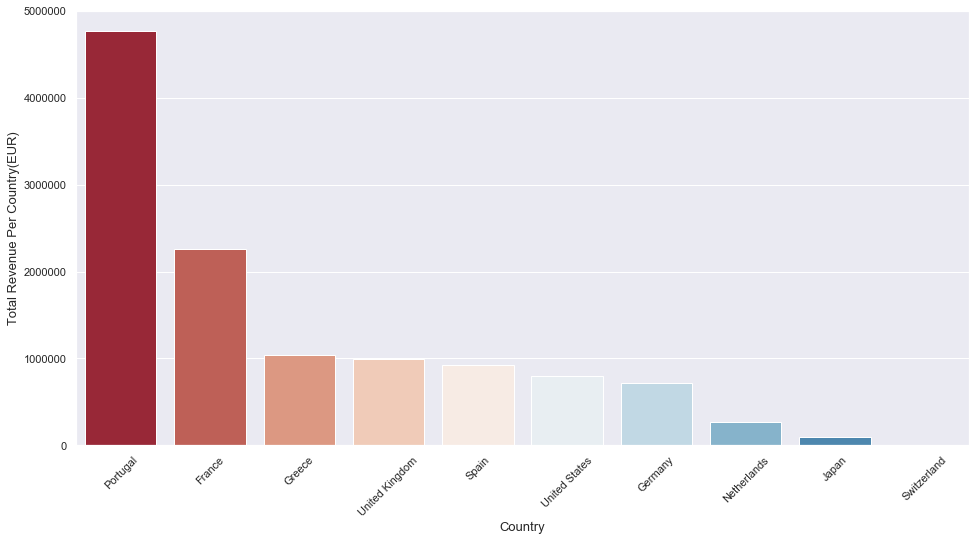 5000000
4000000
3000000
2000000
1000000
0
Total Revenue Per Country(EUR)
Portugal
France
Greece
United Kingdom
Spain
United States
Germany
Netherlands
Japan
Switzerland
Country